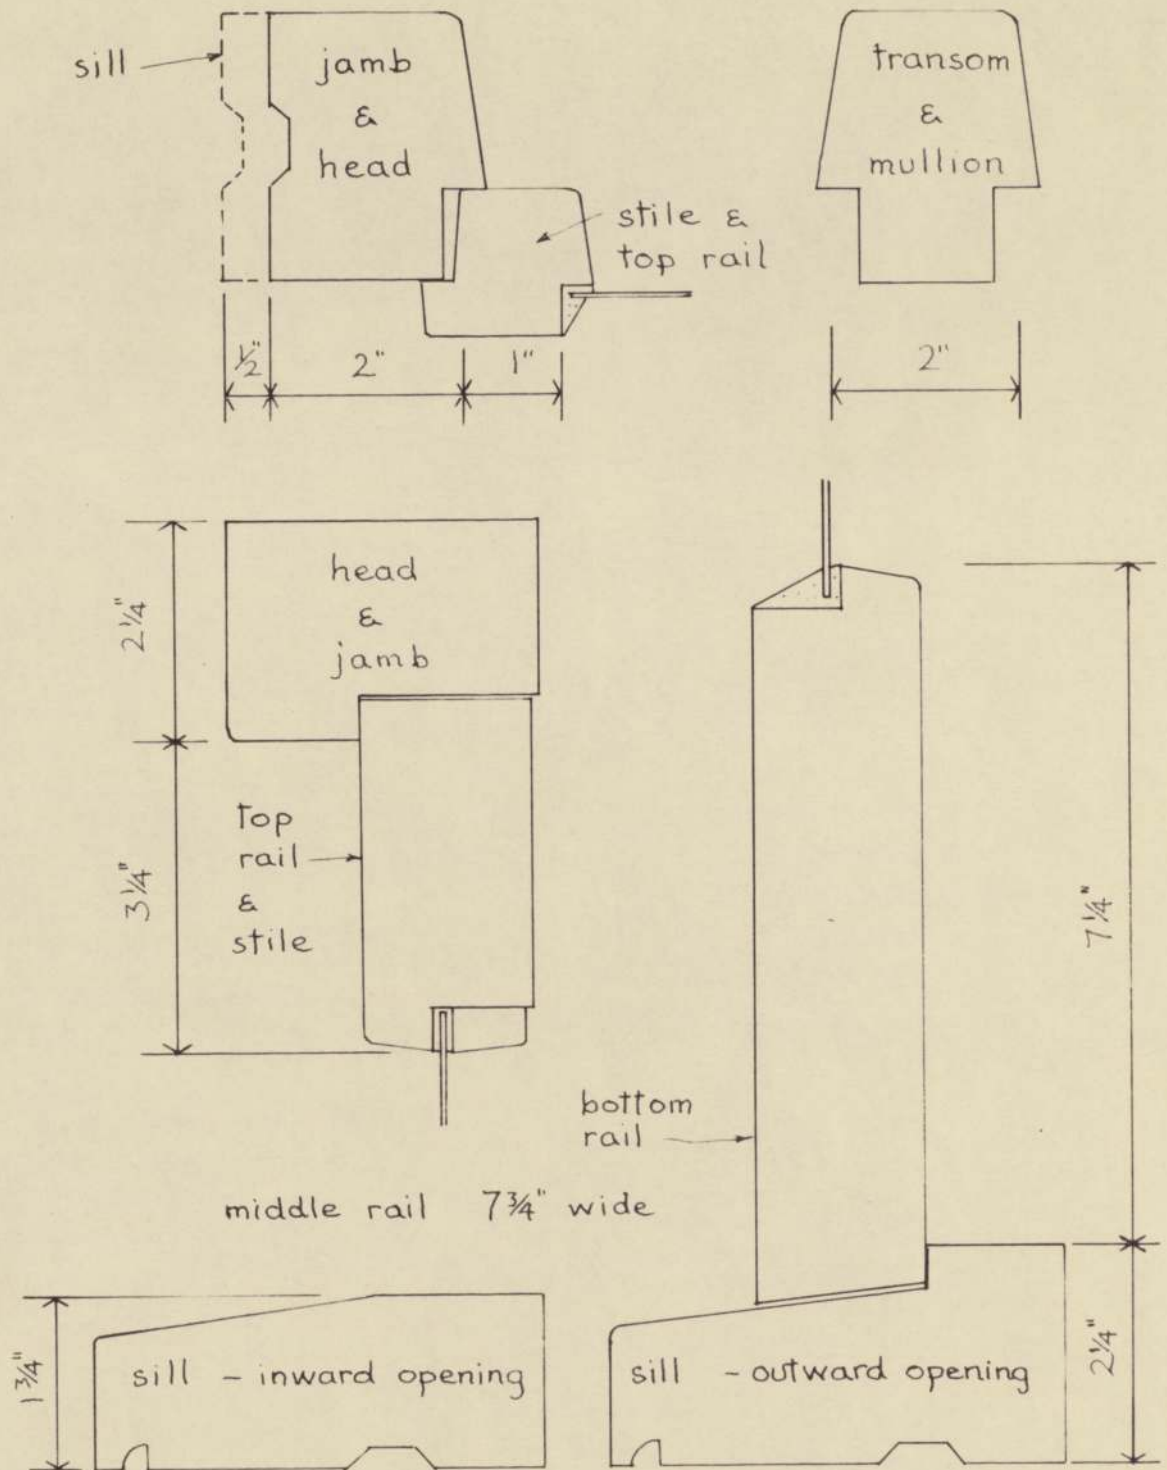 sill
jamb
&
head
transom
&
mullion
stile &
top rail
½"
2"
1"
2"
head
&
jamb
2¼"
top
rail
&
stile
3¼"
7¼"
bottom
rail
middle rail 7¾" wide
1¾"
sill - inward opening
sill - outward opening
2¼"